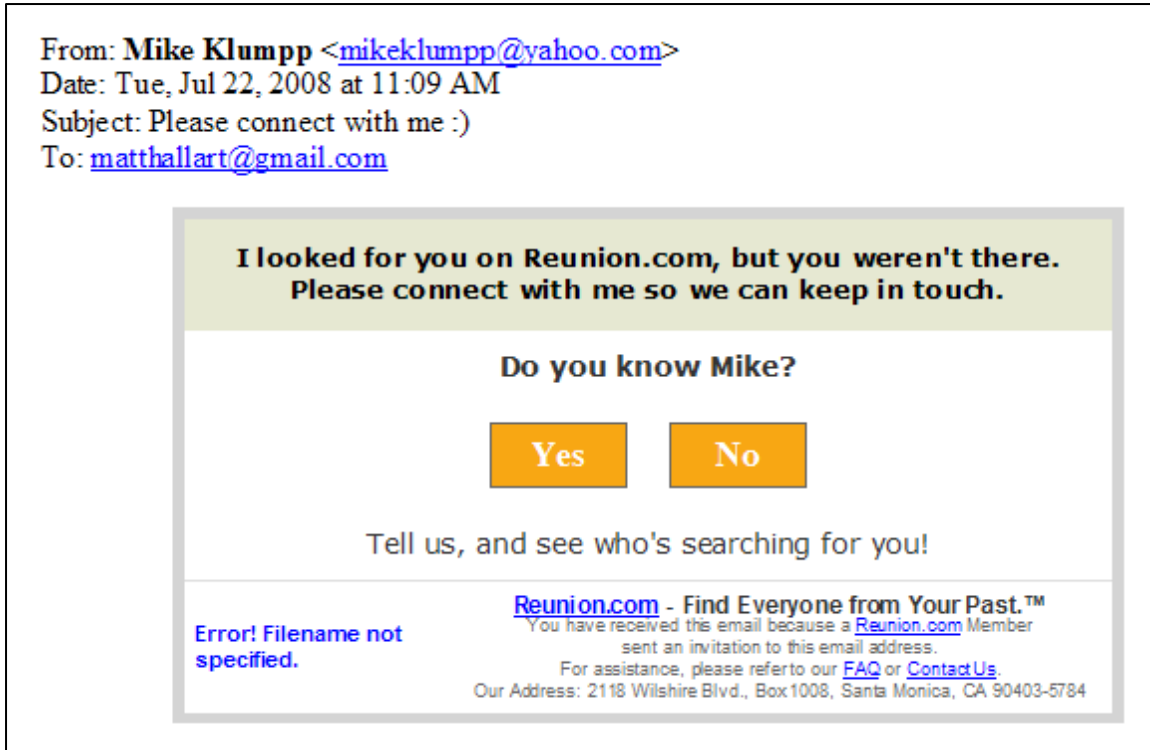 From: Mike Klumpp <mikeklumpp@yahoo.com>
Date: Tue, Jul 22, 2008 at 11:09 AM
Subject: Please connect with me :)
To: matthallart@gmail.com
I looked for you on Reunion.com, but you weren't there.
Please connect with me so we can keep in touch.
Do you know Mike?
Yes No
Tell us, and see who's searching for you!
Error! Filename not
specified.
Reunion.com - Find Everyone from Your Past.™
You have received this email because a Reunion.com Member
sent an invitation to this email address.
For assistance, please refer to our FAQ or Contact Us.
Our Address: 2118 Wilshire Blvd., Box 1008, Santa Monica, CA 90403-5784